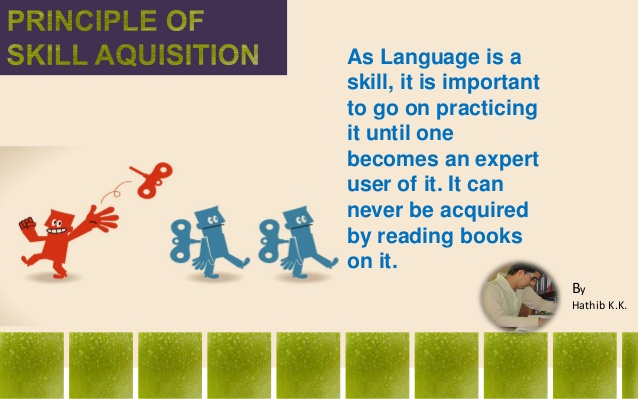 PRINCIPLE OF
SKILL AQUISITION
As Language is a
skill, it is important
to go on practicing
it until one
becomes an expert
user of it. It can
never be acquired
by reading books
on it.
By
Hathib K.K.